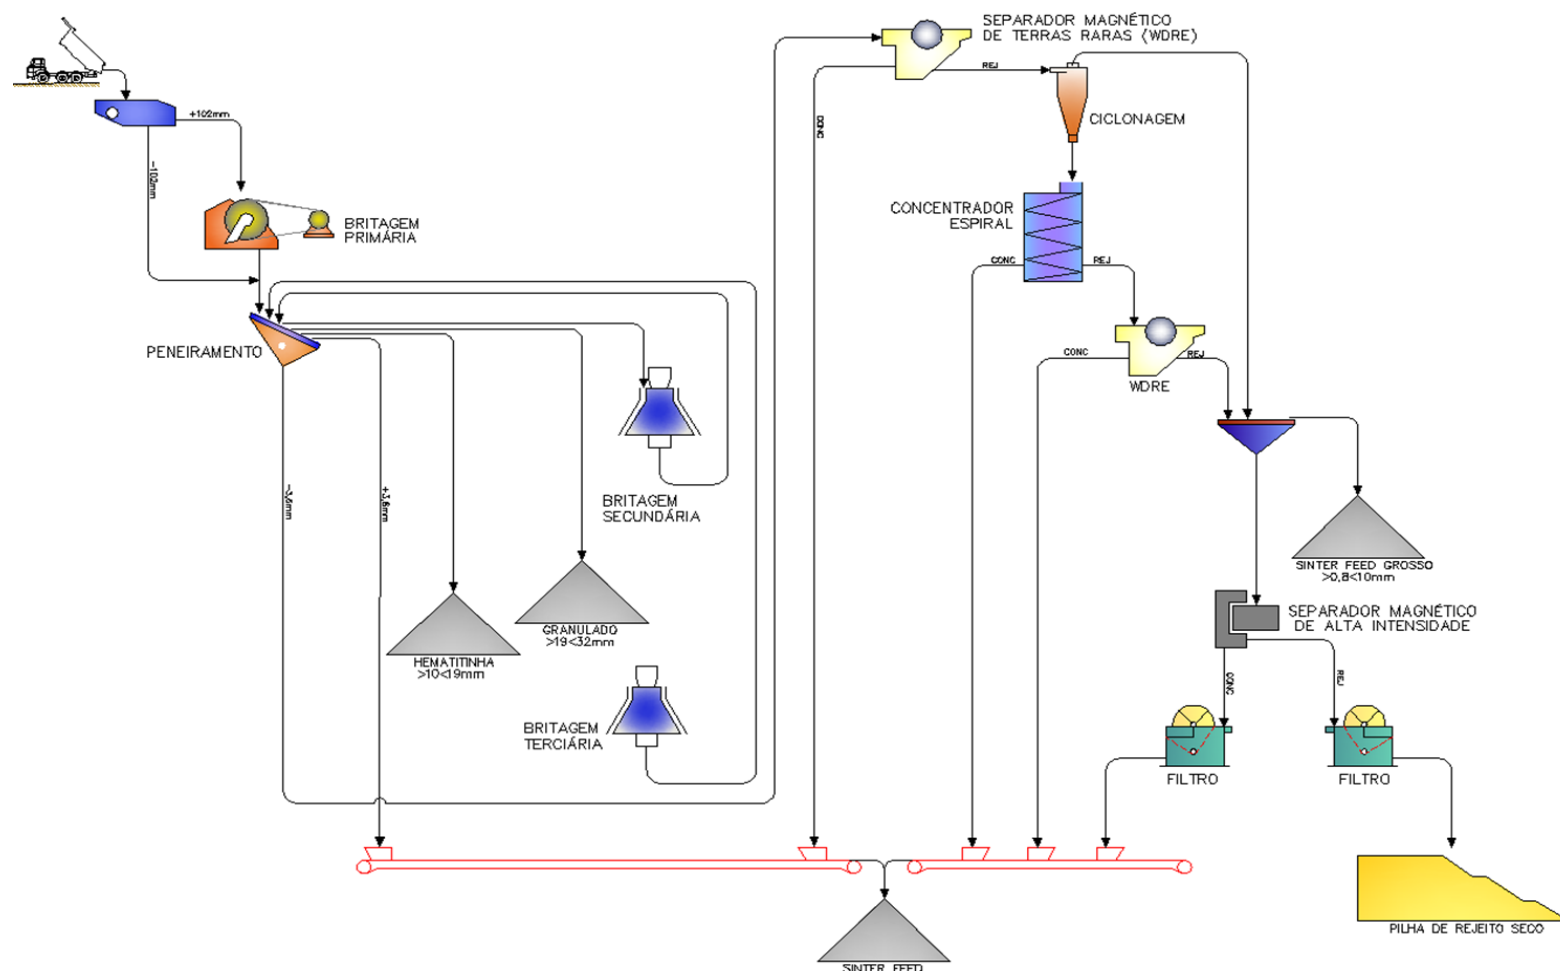 SEPARADOR MAGNÉTICO
DE TERRAS RARAS (WDRE)
REJ
CONC
CICLONAGEM
+102mm
-102mm
BRITAGEM
PRIMÁRIA
CONCENTRADOR
ESPIRAL
CONC
REJ
PENEIRAMENTO
CONC
REJ
WDRE
BRITAGEM
SECUNDÁRIA
-3,6mm
+3,6mm
SINTER FEED GROSSO
>0,8<10mm
SEPARADOR MAGNÉTICO
DE ALTA INTENSIDADE
GRANULADO
>19<32mm
HEMATITINHA
>10<19mm
CONC
REJ
BRITAGEM
TERCIÁRIA
FILTRO
FILTRO
PILHA DE REJEITO SECO
SINTER FEED